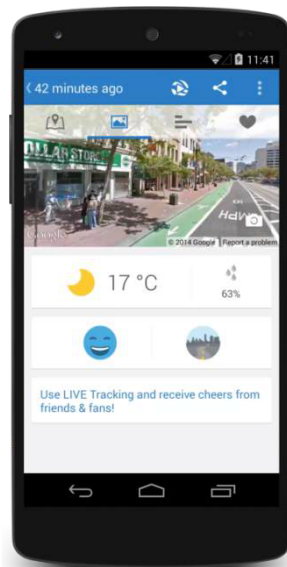 11:41
42 minutes ago
DOLLAR STORE
MPH
Google
© 2014 Google
Report a problem
17 °C
63%
Use LIVE Tracking and receive cheers from
friends & fans!